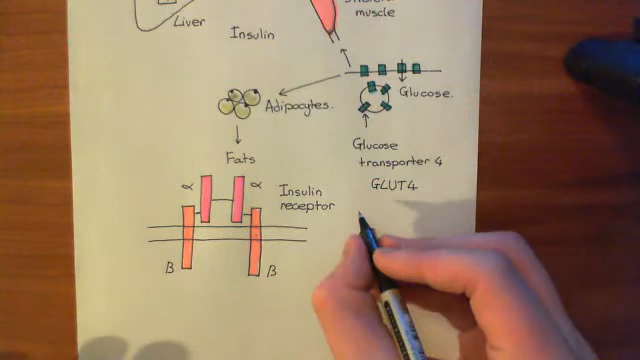 Liver
muscle
Insulin
Glucose.
Adipocytes.
Glucose
transporter 4
GLUT4
Fats
α
α
Insulin
receptor
β
β